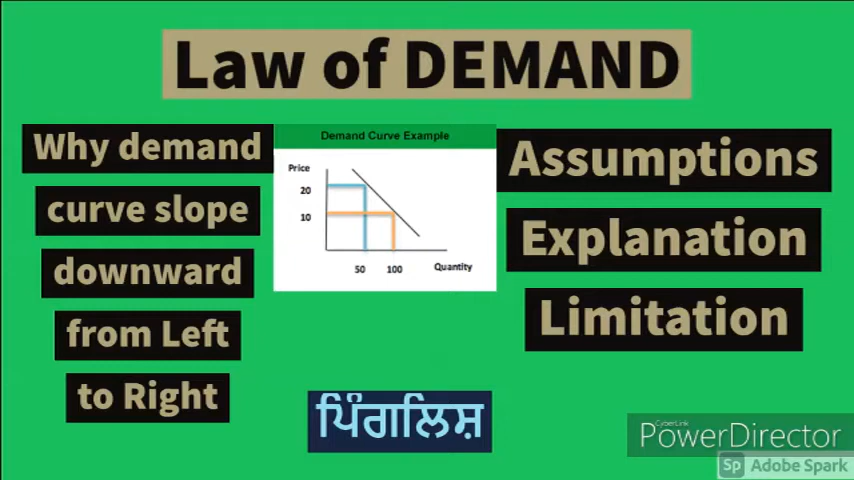 Law of DEMAND
Why demand
curve slope
downward
from Left
to Right
Demand Curve Example
Price
20
10
50 100 Quantity
Assumptions
Explanation
Limitation
ਪਿੰਗਲਿਸ਼
CyberLink
PowerDirector
Sp Adobe Spark